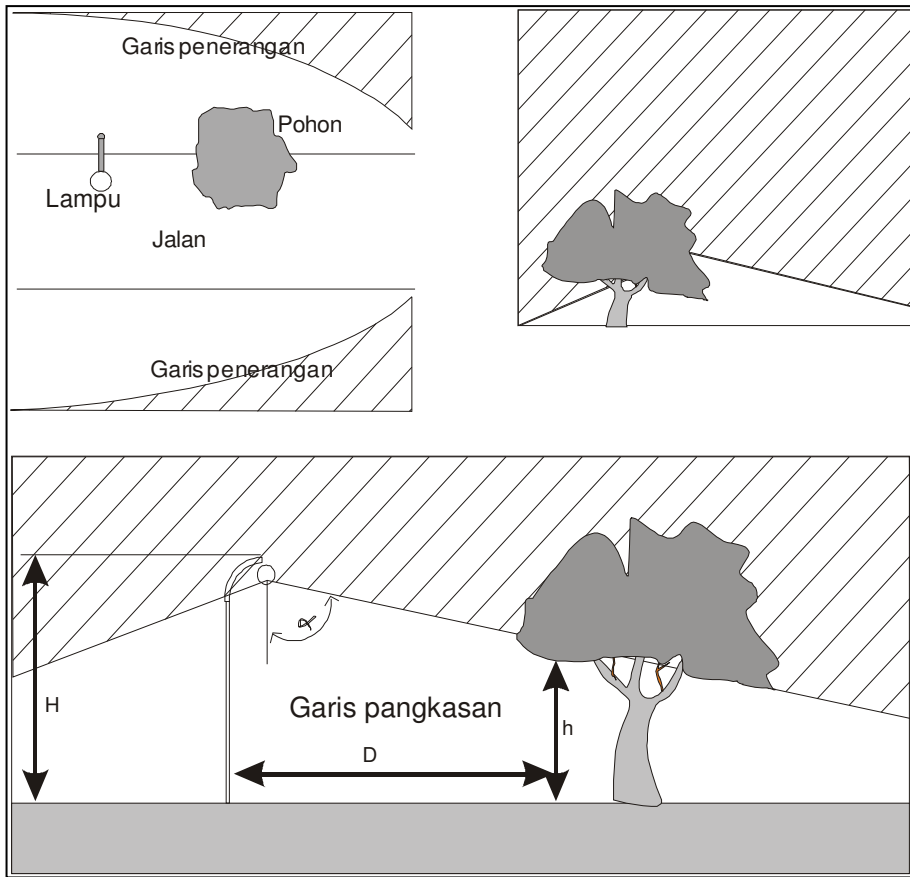 Garis penerangan
Pohon
Lampu
Jalan
Garis penerangan
α
H
Garis pangkasan
h
D